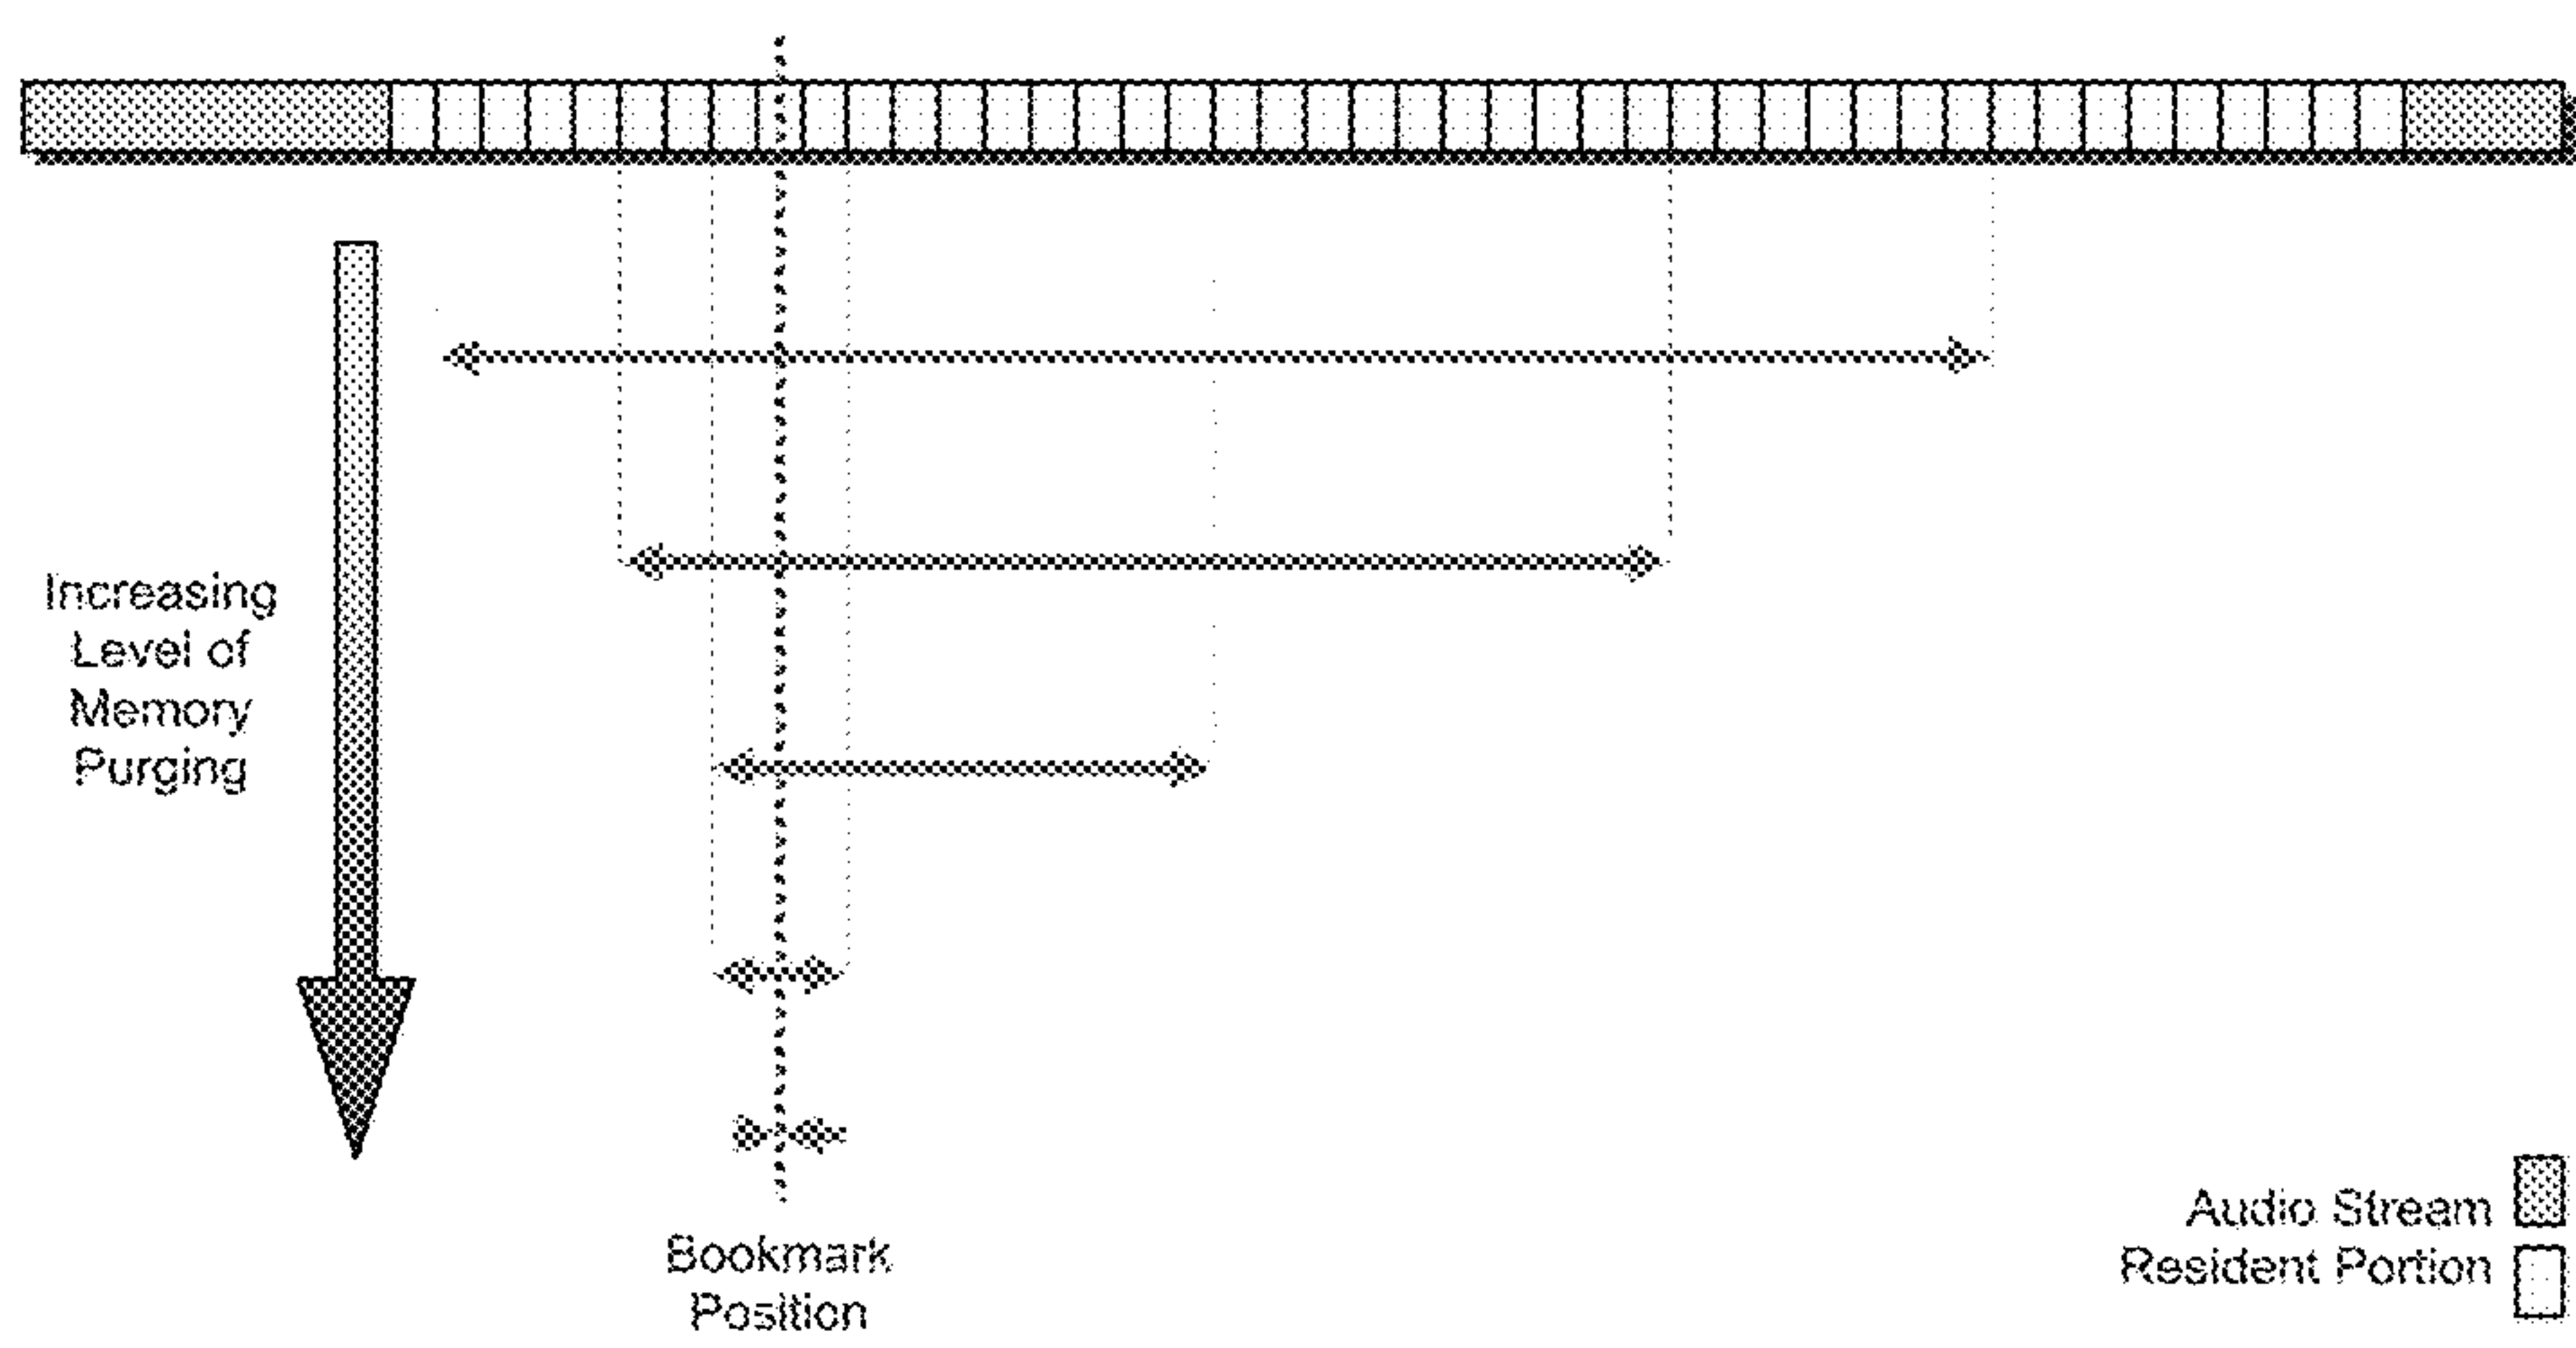 Increasing
Level of
Memory
Purging
Bookmark
Position
Audio Stream
Resident Portion